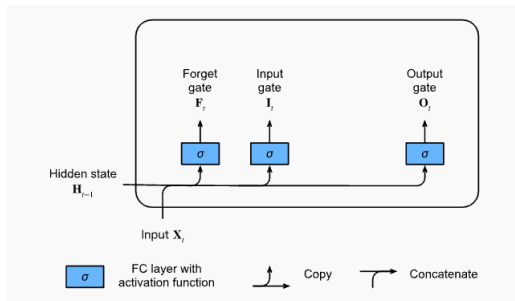 Forget
gate
Fₜ
Input
gate
Iₜ
Output
gate
Oₜ
σ
σ
σ
Hidden state
Hₜ₋₁
Input Xₜ
σ
FC layer with
activation function
Copy
Concatenate